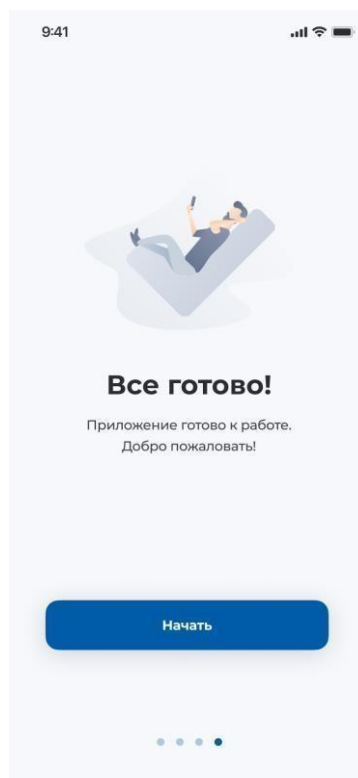 9:41
Все готово!
Приложение готово к работе.
Добро пожаловать!
Начать